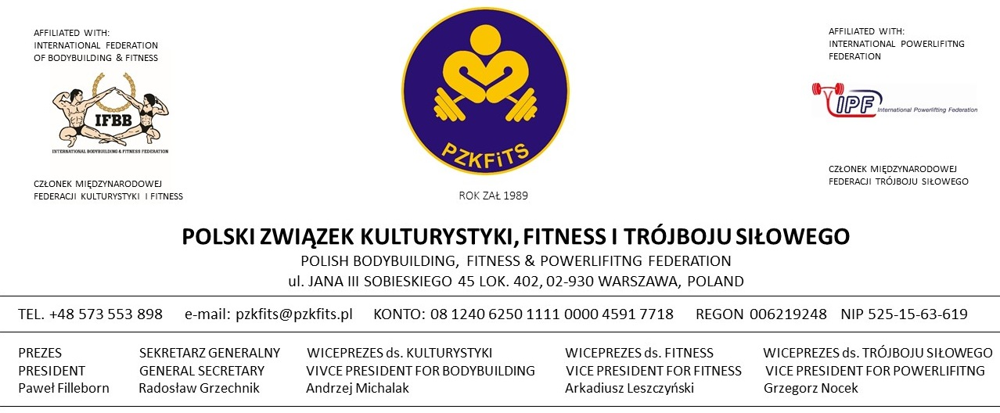 AFFILIATED WITH:
INTERNATIONAL FEDERATION
OF BODYBUILDING & FITNESS
IFBB
INTERNATIONAL BODYBUILDING & FITNESS FEDERATION
CZŁONEK MIĘDZYNARODOWEJ
FEDERACJI KULTURYSTYKI I FITNESS
PZKFiTS
ROK ZAŁ 1989
AFFILIATED WITH:
INTERNATIONAL POWERLIFITNG
FEDERATION
IPF International Powerlifting Federation
CZŁONEK MIĘDZYNARODOWEJ
FEDERACJI TRÓJBOJU SIŁOWEGO
POLSKI ZWIĄZEK KULTURYSTYKI, FITNESS I TRÓJBOJU SIŁOWEGO
POLISH BODYBUILDING, FITNESS & POWERLIFITNG FEDERATION
ul. JANA III SOBIESKIEGO 45 LOK. 402, 02-930 WARSZAWA, POLAND
TEL. +48 573 553 898 e-mail: pzkfits@pzkfits.pl KONTO: 08 1240 6250 1111 0000 4591 7718 REGON 006219248 NIP 525-15-63-619
PREZES SEKRETARZ GENERALNY WICEPREZES ds. KULTURYSTYKI WICEPREZES ds. FITNESS WICEPREZES ds. TRÓJBOJU SIŁOWEGO
PRESIDENT GENERAL SECRETARY VIVCE PRESIDENT FOR BODYBUILDING VICE PRESIDENT FOR FITNESS VICE PRESIDENT FOR POWERLIFITNG
Paweł Filleborn Radosław Grzechnik Andrzej Michalak Arkadiusz Leszczyński Grzegorz Nocek